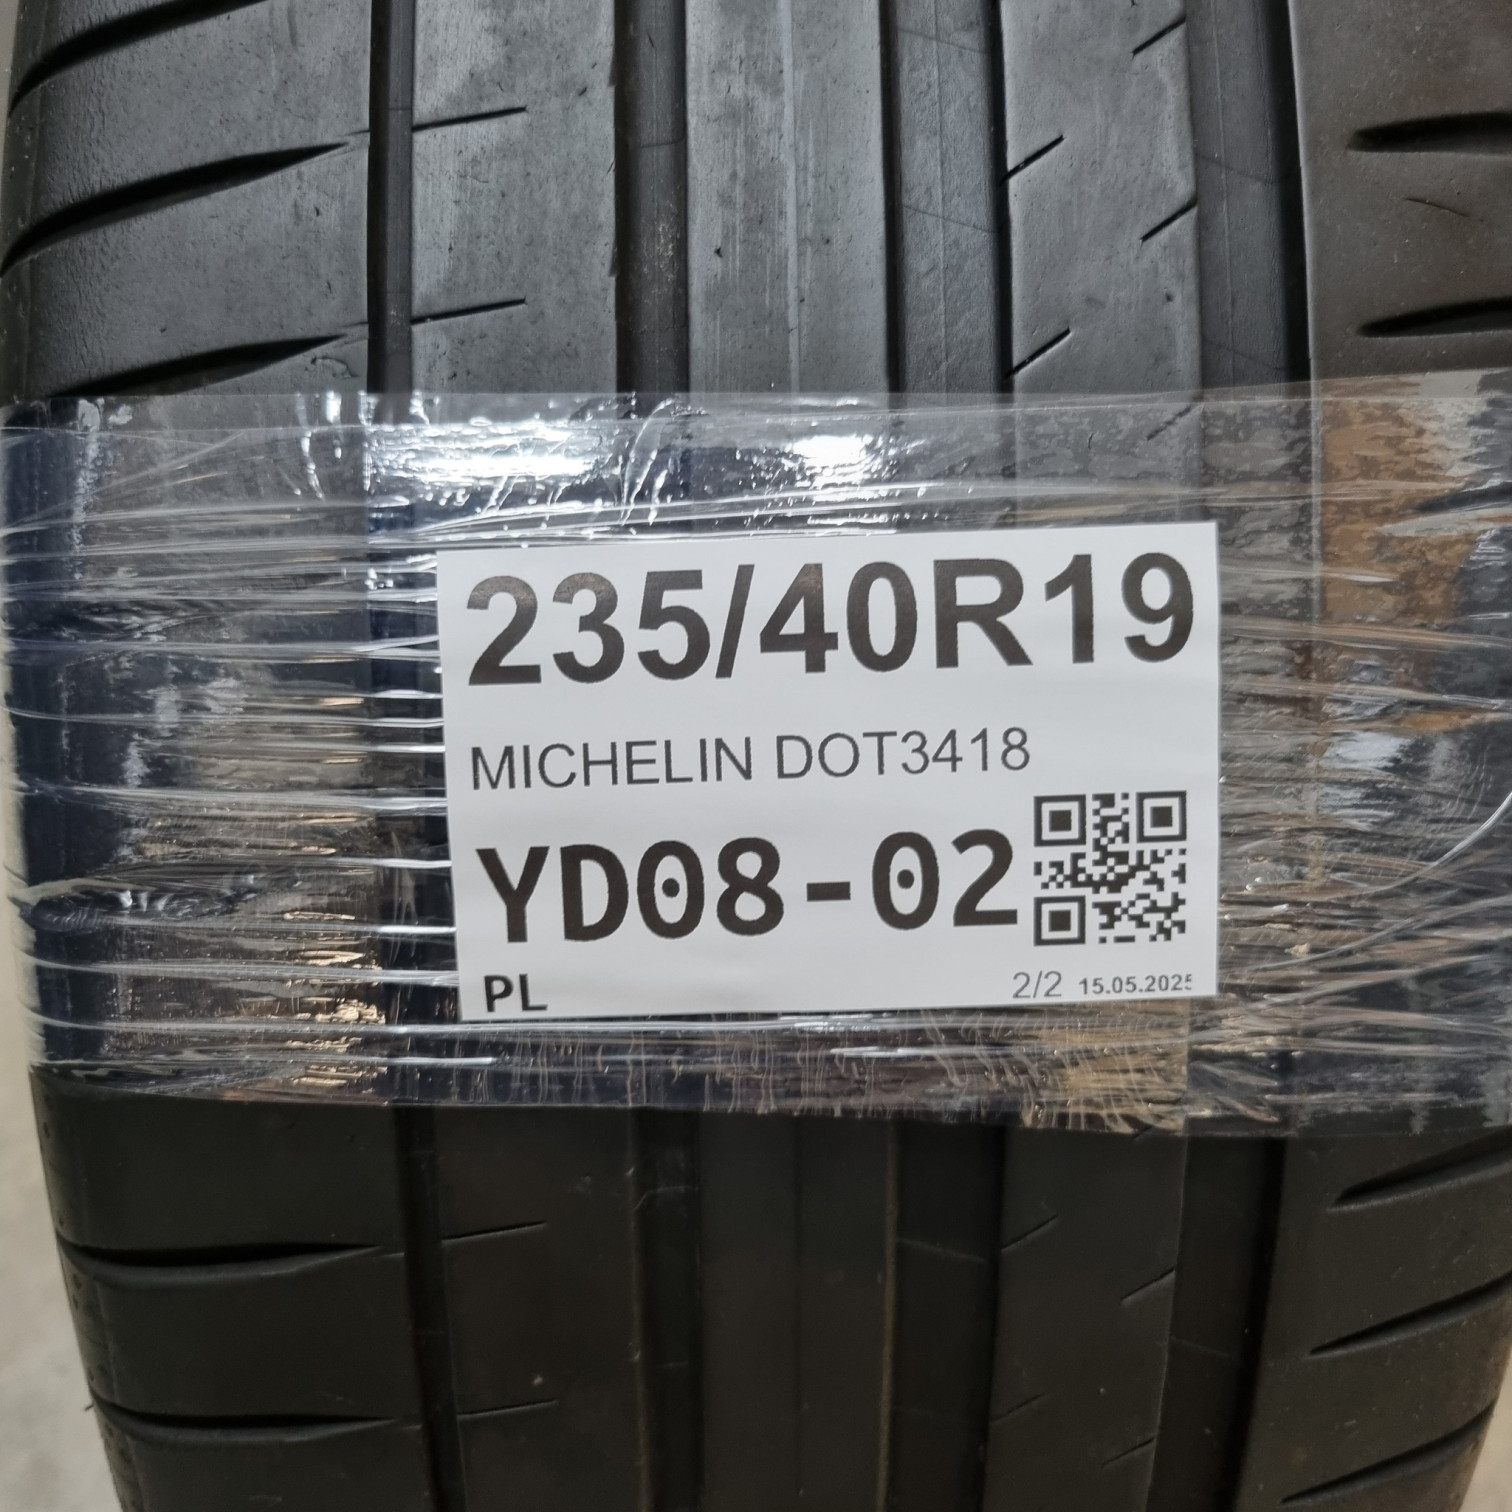 235/40R19
MICHELIN DOT3418
YD08-02
PL
2/2 15.05.2025